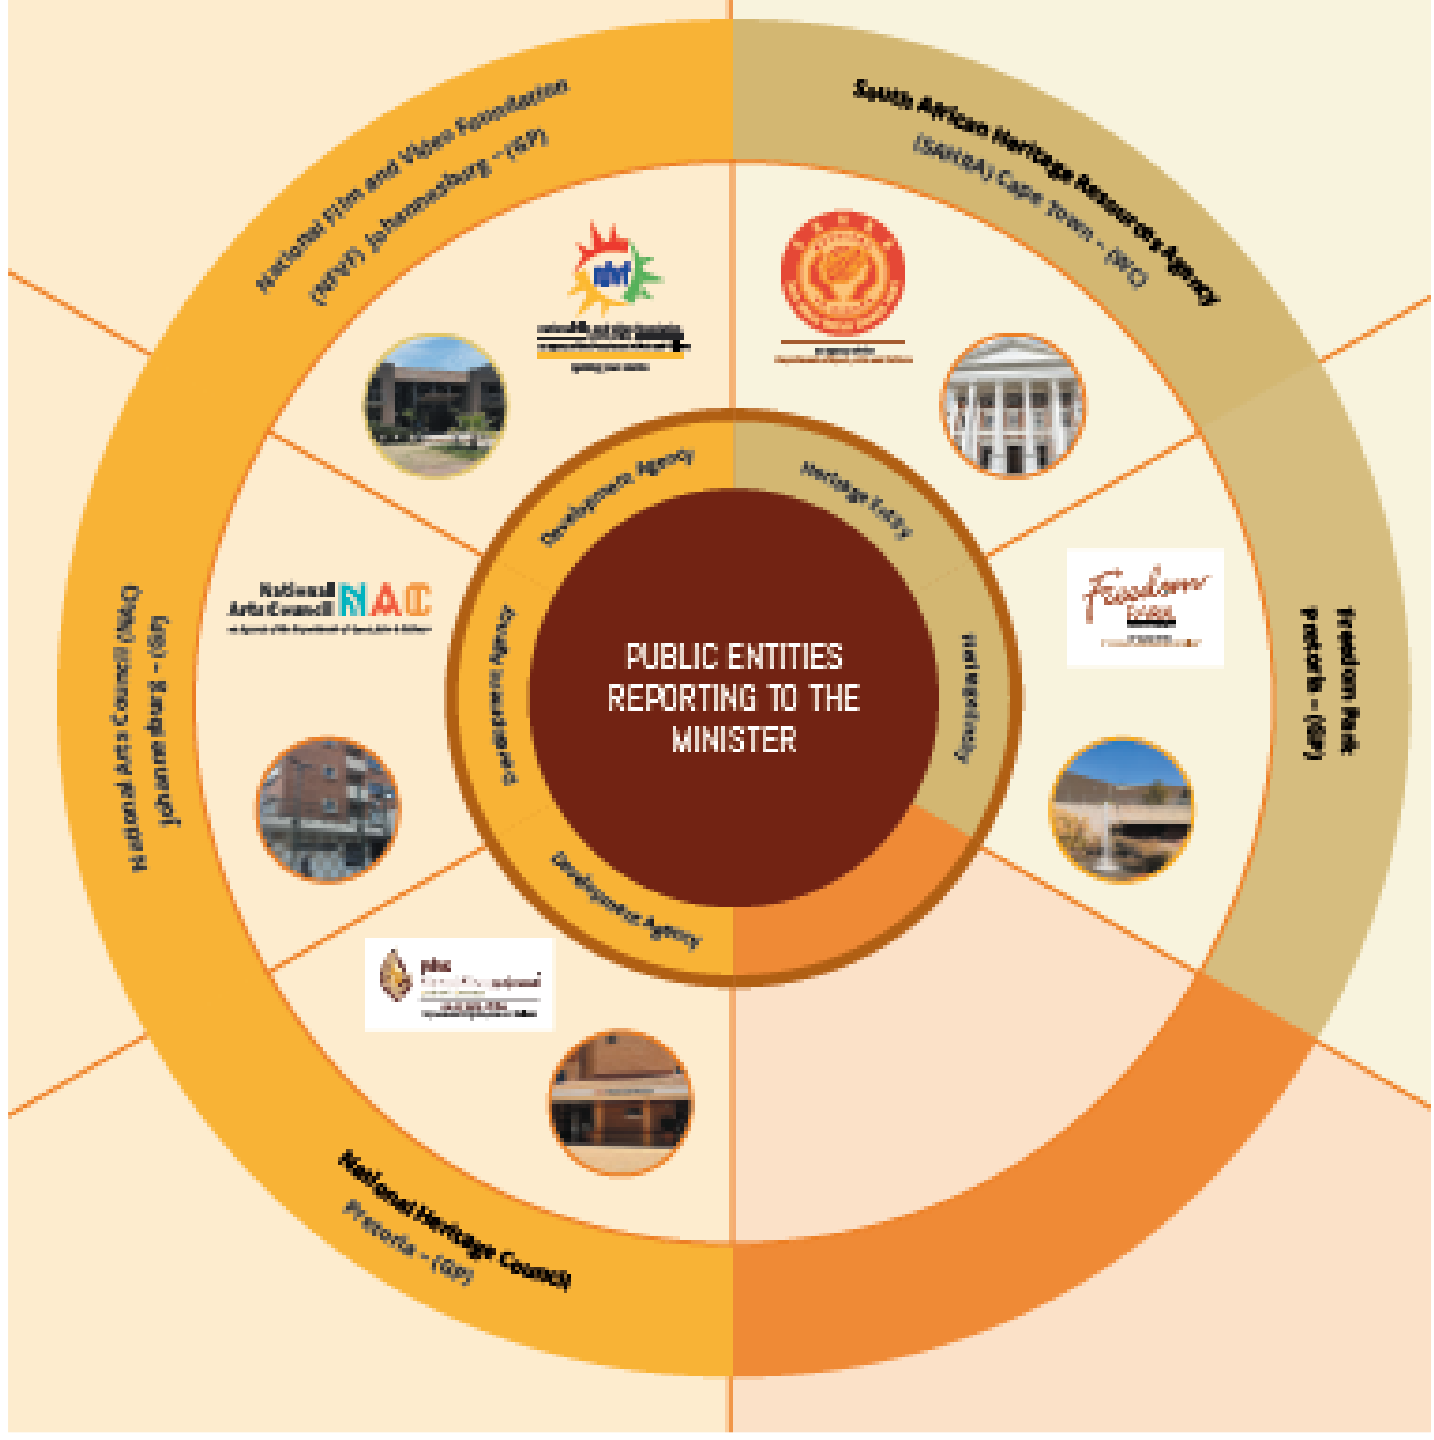 PUBLIC ENTITIES
REPORTING TO THE
MINISTER
National Film and Video Foundation
(NFVF) Johannesburg – (GP)
South African Heritage Resources Agency
(SAHRA) Cape Town – (WC)
nfvf
SAHRA
Development Agency
Heritage Entity
National
Arts Council NAC
National Arts Council (NAC)
Johannesburg – (GP)
Development Agency
Freedom
PARK
Freedom Park
Pretoria – (GP)
Development Agency
nhc
National Heritage Council
Pretoria – (GP)